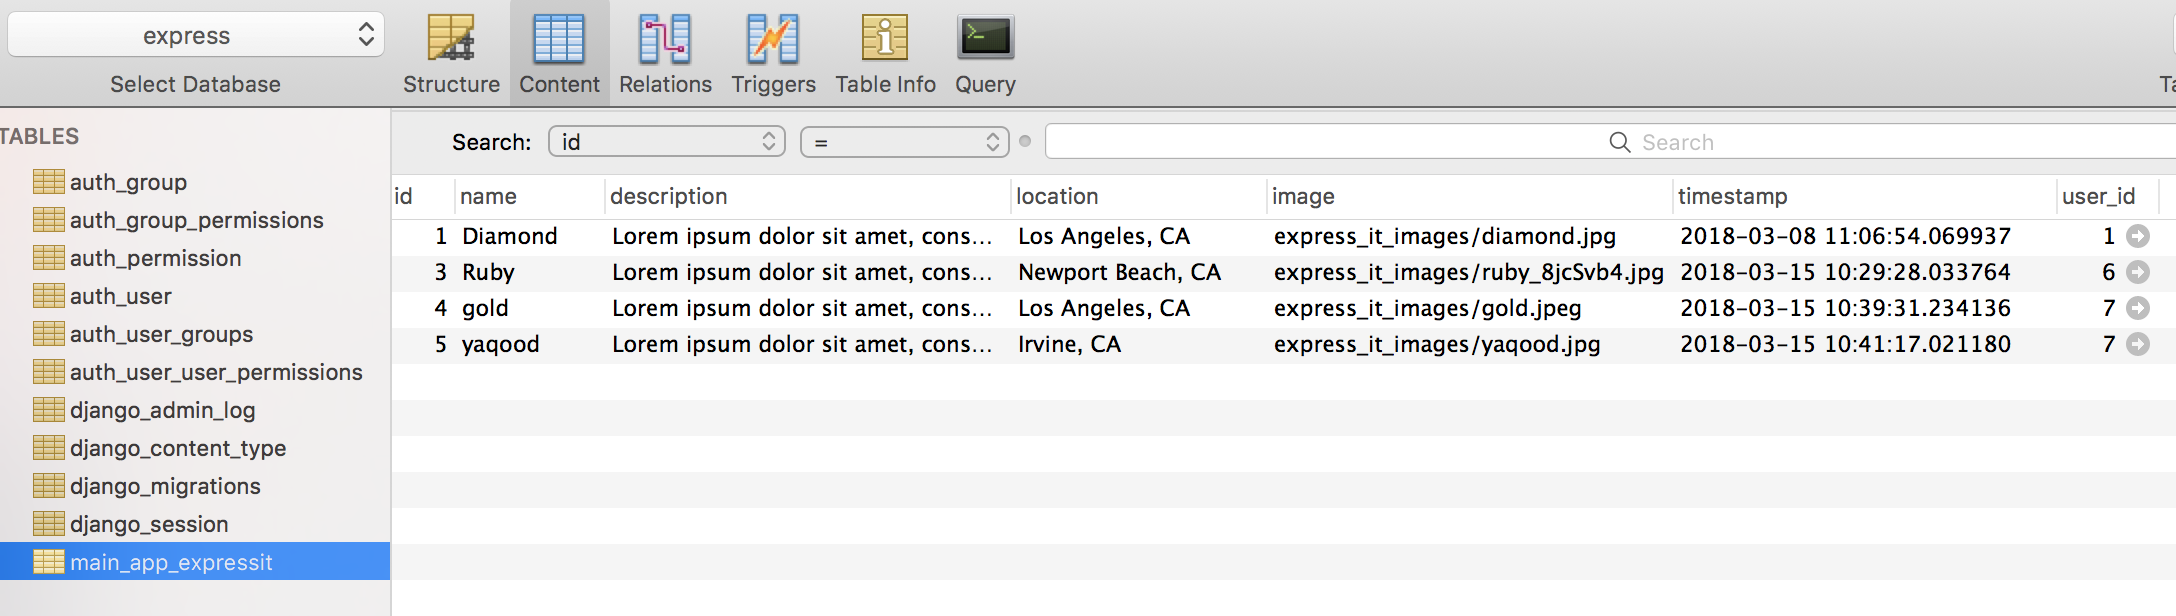 express
Select Database
Structure Content Relations Triggers Table Info Query
TABLES
auth_group
auth_group_permissions
auth_permission
auth_user
auth_user_groups
auth_user_user_permissions
django_admin_log
django_content_type
django_migrations
django_session
main_app_expressit
Search: id = Search
id name description location image timestamp user_id
1 Diamond Lorem ipsum dolor sit amet, cons... Los Angeles, CA express_it_images/diamond.jpg 2018-03-08 11:06:54.069937 1
3 Ruby Lorem ipsum dolor sit amet, cons... Newport Beach, CA express_it_images/ruby_8jcSvb4.jpg 2018-03-15 10:29:28.033764 6
4 gold Lorem ipsum dolor sit amet, cons... Los Angeles, CA express_it_images/gold.jpeg 2018-03-15 10:39:31.234136 7
5 yaqood Lorem ipsum dolor sit amet, cons... Irvine, CA express_it_images/yaqood.jpg 2018-03-15 10:41:17.021180 7